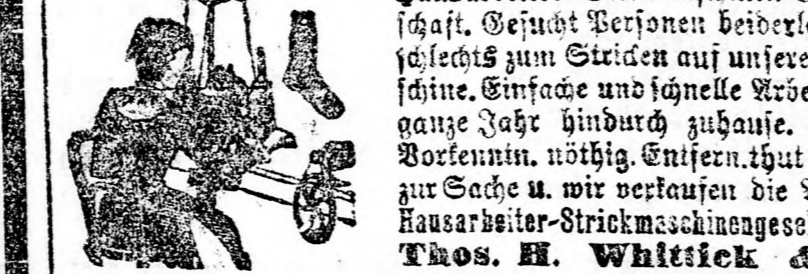 schaft. Gesucht Personen beiderle
schlechts zum Stricken auf unsere
schine. Einfache und schnelle Arbe
ganze Jahr hindurch zuhause.
Vorkenntn. nöthig. Entfern. thut
zur Sache u. wir verkaufen die
Hausarbeiter-Strickmaschinengese
Thos. H. Whittick &